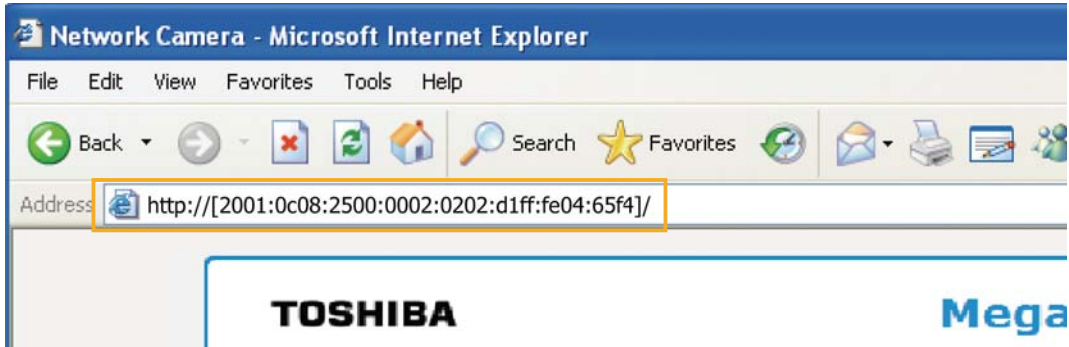 Network Camera - Microsoft Internet Explorer
File Edit View Favorites Tools Help
Back Search Favorites
Address http://[2001:0c08:2500:0002:0202:d1ff:fe04:65f4]/
TOSHIBA Mega